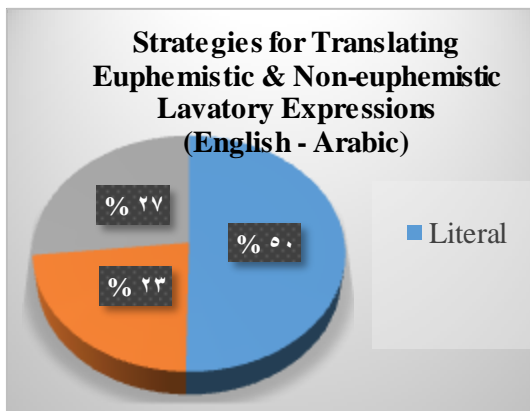 Strategies for Translating
Euphemistic & Non-euphemistic
Lavatory Expressions
(English - Arabic)
% ٢٧
% ٥٠
% ٢٣
Literal